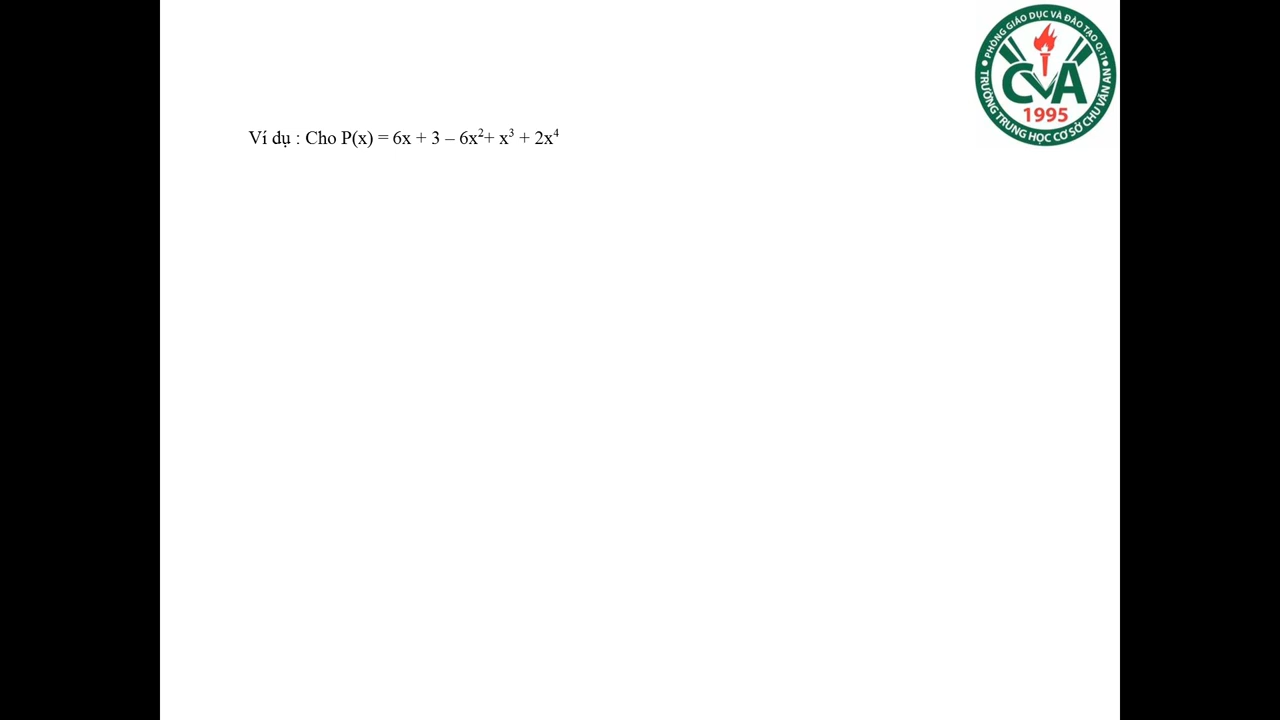 PHÒNG GIÁO DỤC VÀ ĐÀO TẠO Q.11
CVA
1995
TRƯỜNG TRUNG HỌC CƠ SỞ CHU VĂN AN
Ví dụ : Cho P(x) = 6x + 3 – 6x²+ x³ + 2x⁴